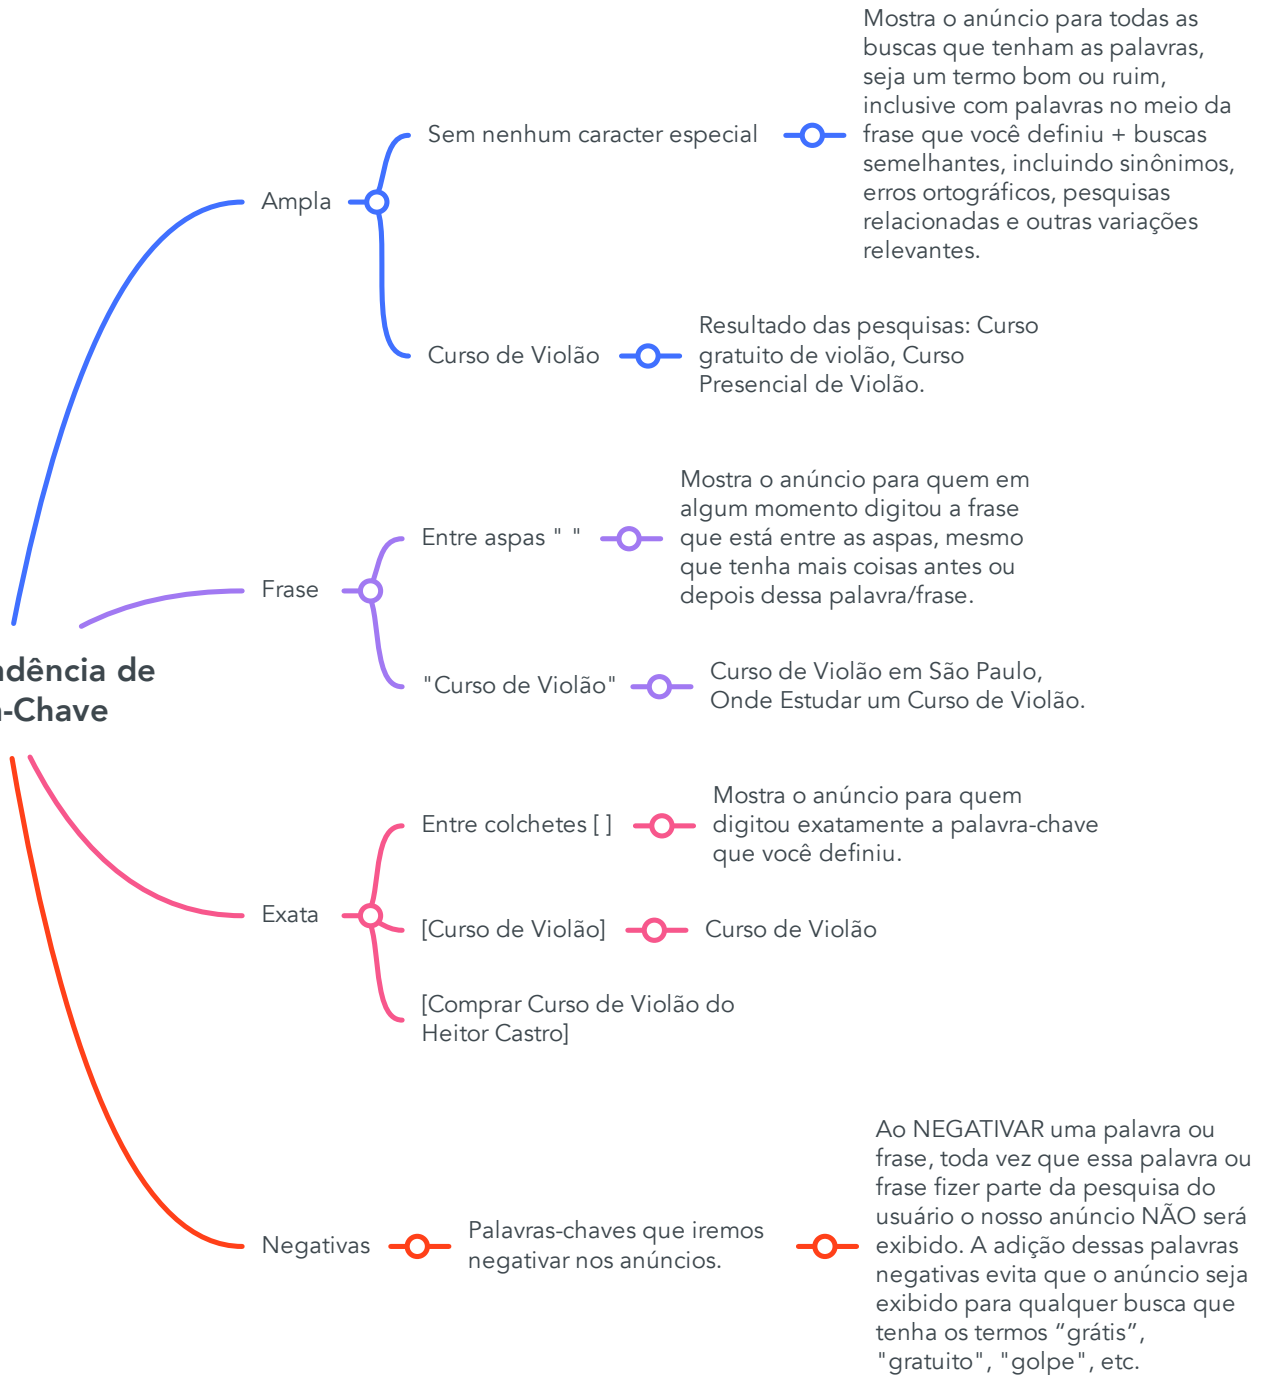 Mostra o anúncio para todas as
buscas que tenham as palavras,
seja um termo bom ou ruim,
inclusive com palavras no meio da
frase que você definiu + buscas
semelhantes, incluindo sinônimos,
erros ortográficos, pesquisas
relacionadas e outras variações
relevantes.
Sem nenhum caracter especial
Ampla
Curso de Violão
Resultado das pesquisas: Curso
gratuito de violão, Curso
Presencial de Violão.
Mostra o anúncio para quem em
algum momento digitou a frase
que está entre as aspas, mesmo
que tenha mais coisas antes ou
depois dessa palavra/frase.
Entre aspas " "
Frase
"Curso de Violão"
Curso de Violão em São Paulo,
Onde Estudar um Curso de Violão.
ndência de
-Chave
Entre colchetes [ ]
Mostra o anúncio para quem
digitou exatamente a palavra-chave
que você definiu.
Exata
[Curso de Violão]
Curso de Violão
[Comprar Curso de Violão do
Heitor Castro]
Negativas
Palavras-chaves que iremos
negativar nos anúncios.
Ao NEGATIVAR uma palavra ou
frase, toda vez que essa palavra ou
frase fizer parte da pesquisa do
usuário o nosso anúncio NÃO será
exibido. A adição dessas palavras
negativas evita que o anúncio seja
exibido para qualquer busca que
tenha os termos “grátis”,
"gratuito", "golpe", etc.